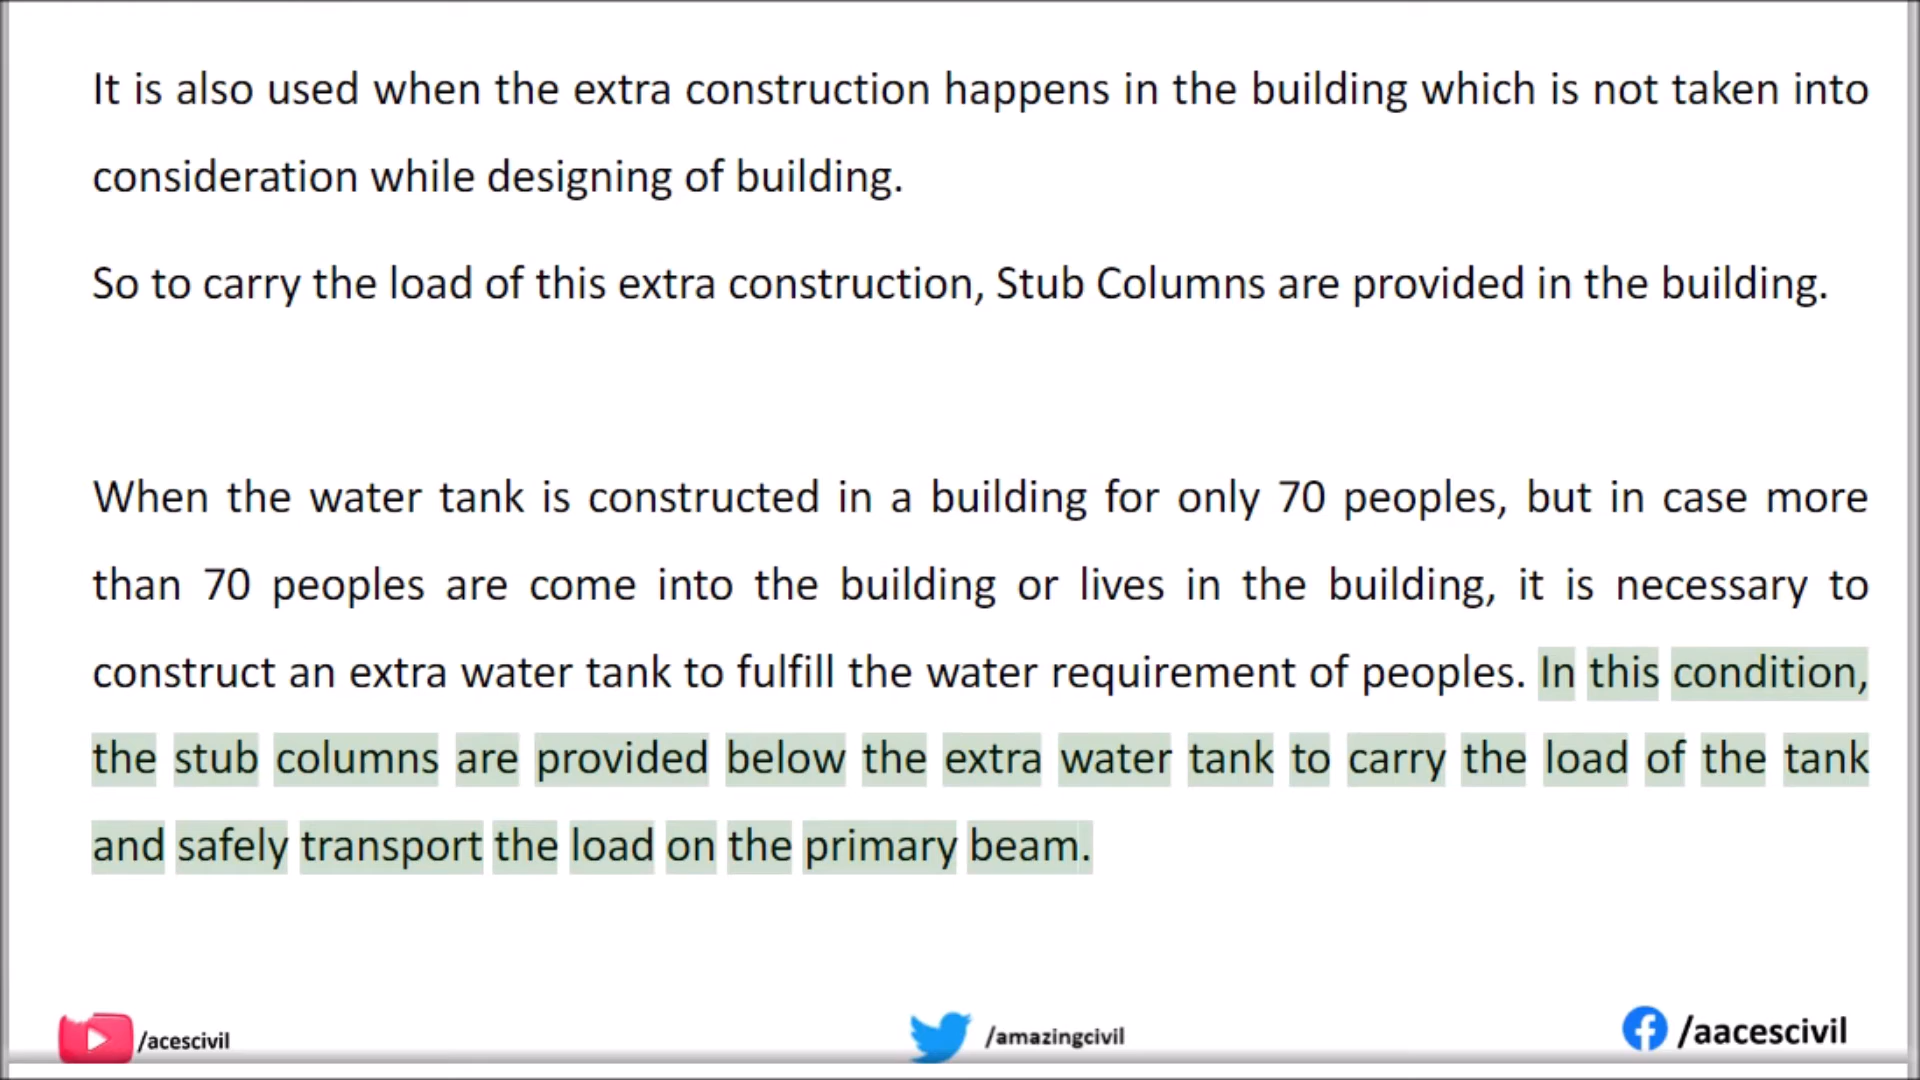 It is also used when the extra construction happens in the building which is not taken into
consideration while designing of building.
So to carry the load of this extra construction, Stub Columns are provided in the building.
When the water tank is constructed in a building for only 70 peoples, but in case more
than 70 peoples are come into the building or lives in the building, it is necessary to
construct an extra water tank to fulfill the water requirement of peoples. In this condition,
the stub columns are provided below the extra water tank to carry the load of the tank
and safely transport the load on the primary beam.
/acescivil
/amazingcivil
/aacescivil